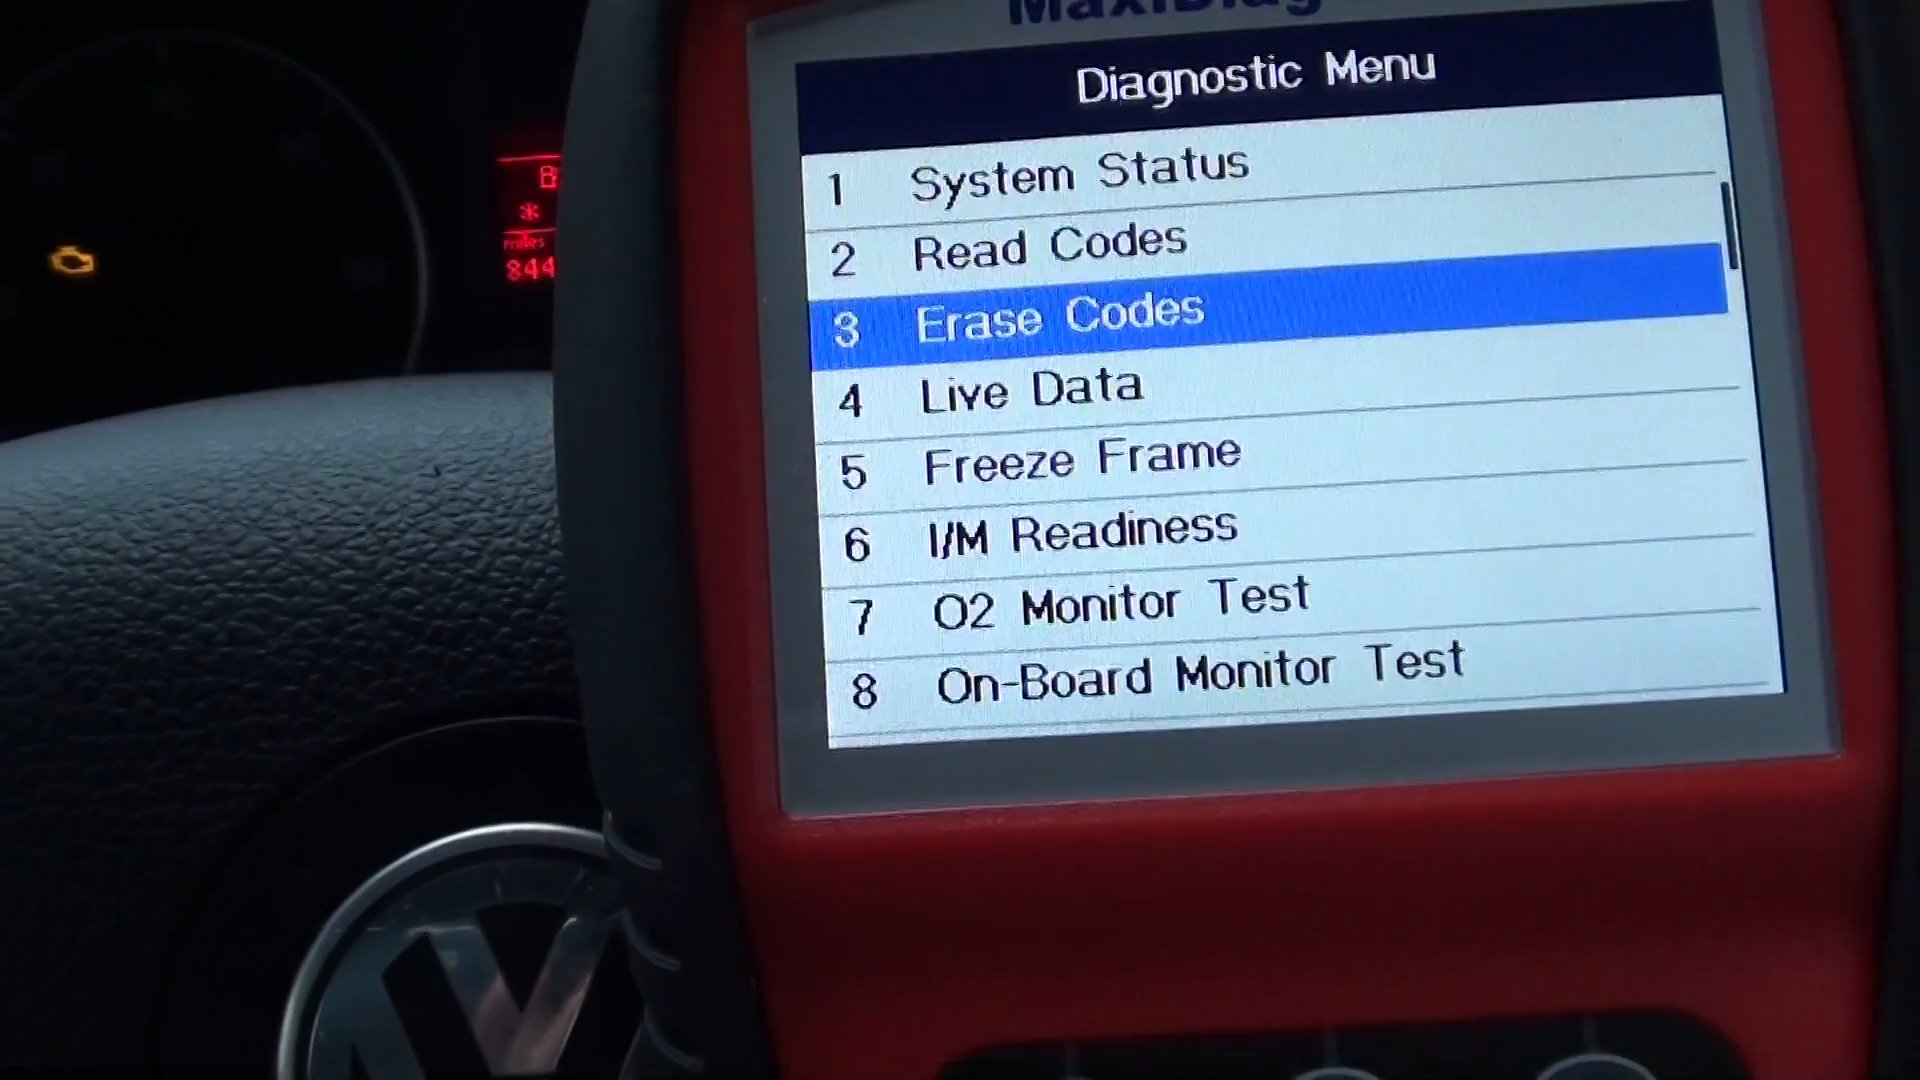 MaxiDiag
Diagnostic Menu
1 System Status
2 Read Codes
3 Erase Codes
4 Live Data
5 Freeze Frame
6 I/M Readiness
7 O2 Monitor Test
8 On-Board Monitor Test
miles
844